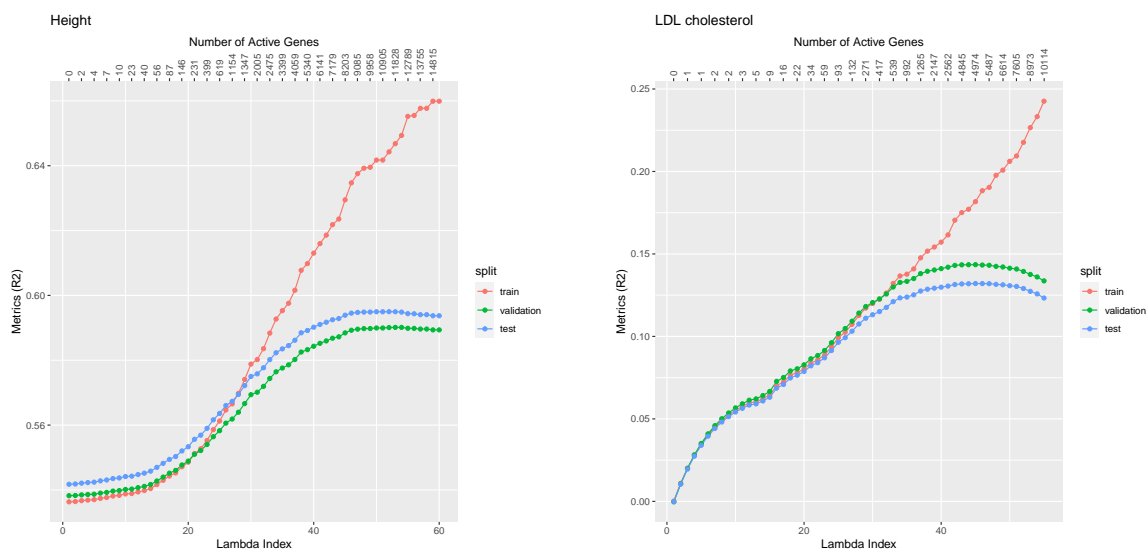 Height
Number of Active Genes
0 2 4 7 10 23 40 56 87 146 231 399 619 1154 1347 2005 2475 3399 4059 5340 6141 7179 8203 9085 9958 10905 11828 12789 13755 14815
Metrics (R2)
0.64
0.60
0.56
0 20 40 60
Lambda Index
split
train
validation
test
LDL cholesterol
Number of Active Genes
0 1 1 2 2 3 5 9 16 22 34 59 93 132 271 417 539 992 1265 2147 2562 4845 4974 5487 6614 7605 8973 10114
Metrics (R2)
0.25
0.20
0.15
0.10
0.05
0.00
0 20 40
Lambda Index
split
train
validation
test